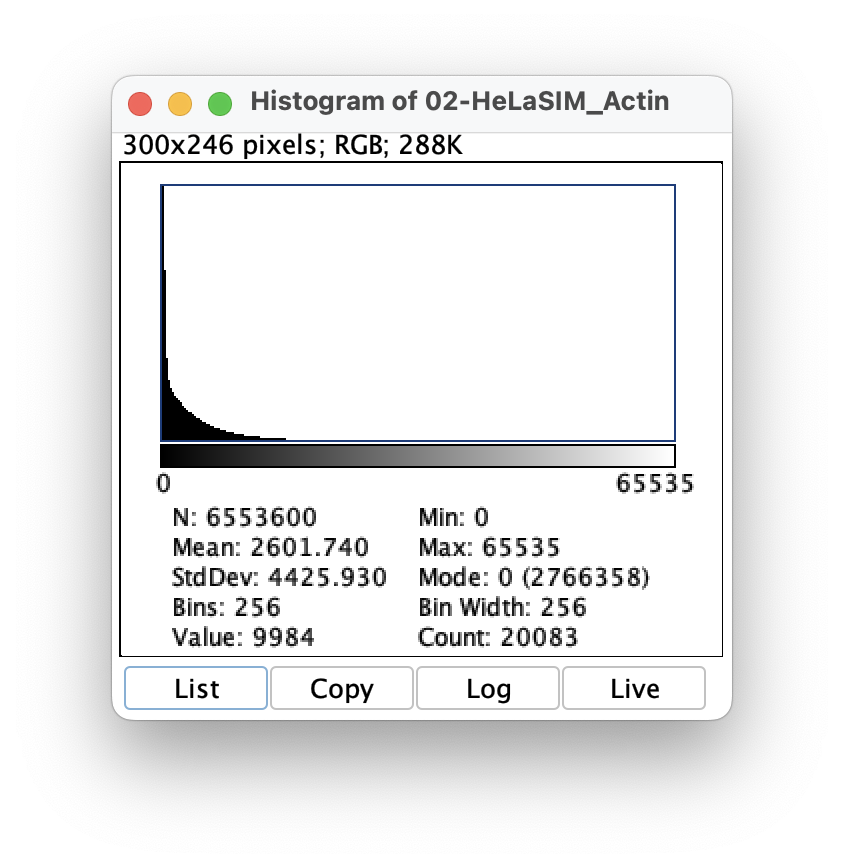 Histogram of 02-HeLaSIM_Actin
300x246 pixels; RGB; 288K
0 65535
N: 6553600 Min: 0
Mean: 2601.740 Max: 65535
StdDev: 4425.930 Mode: 0 (2766358)
Bins: 256 Bin Width: 256
Value: 9984 Count: 20083
List Copy Log Live